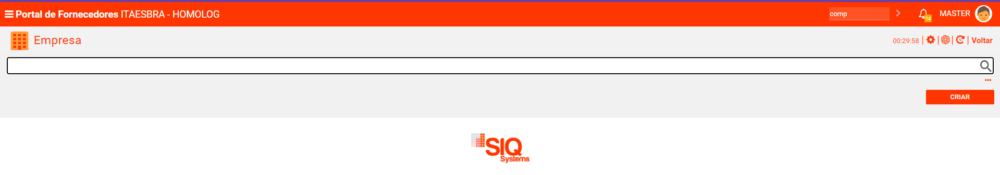 Portal de Fornecedores ITAESBRA - HOMOLOG
comp
14
MASTER
Empresa
00:29:58 | | | | Voltar
...
CRIAR
SIQ
Systems